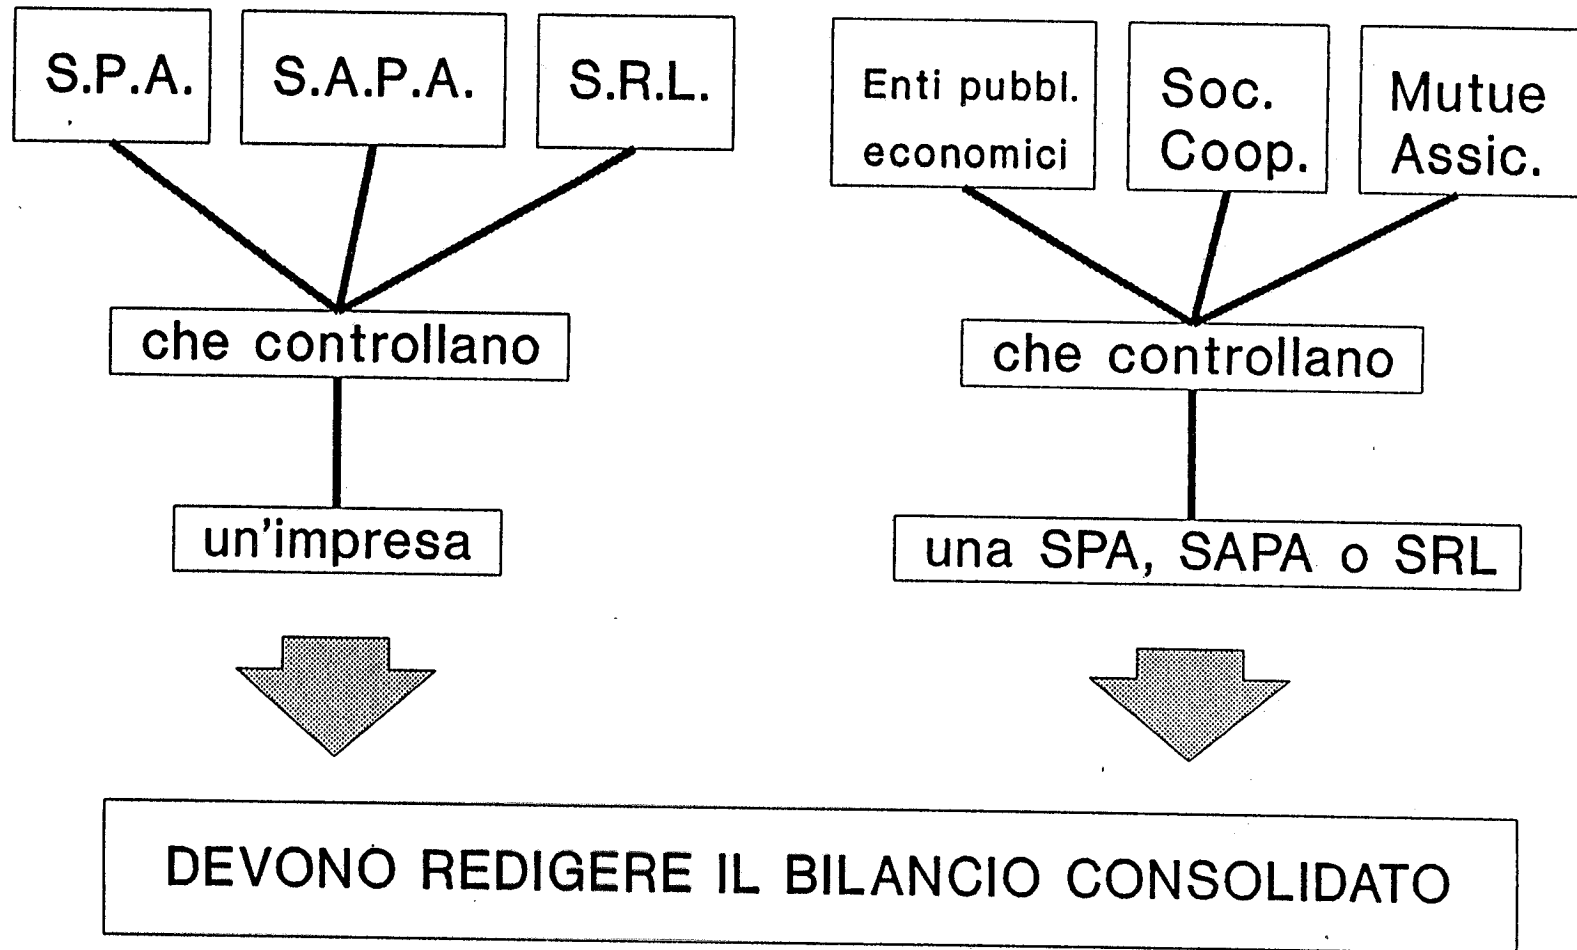 S.P.A.
S.A.P.A.
S.R.L.
che controllano
un'impresa
Enti pubbl.
economici
Soc.
Coop.
Mutue
Assic.
che controllano
una SPA, SAPA o SRL
DEVONO REDIGERE IL BILANCIO CONSOLIDATO